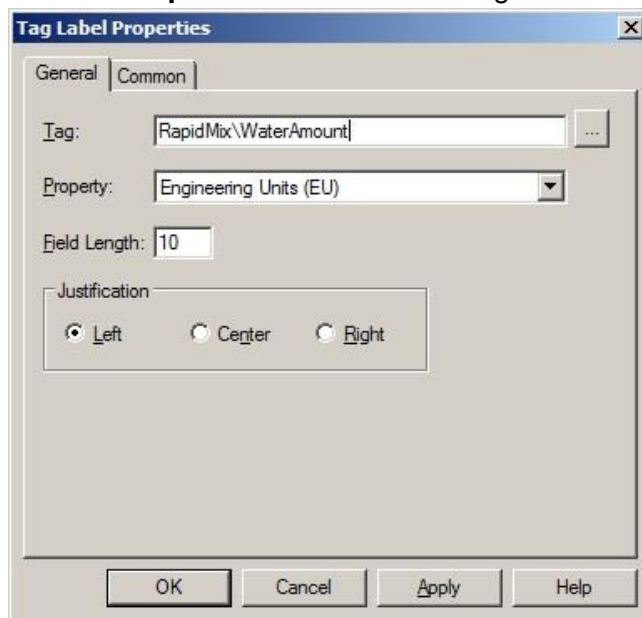 Tag Label Properties
General Common
Tag: RapidMix\WaterAmount ...
Property: Engineering Units (EU)
Field Length: 10
Justification
Left Center Right
OK Cancel Apply Help